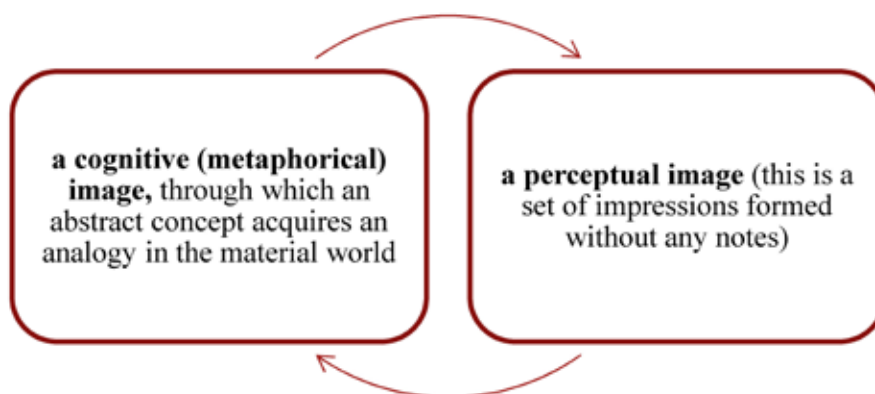 a cognitive (metaphorical)
image, through which an
abstract concept acquires an
analogy in the material world
a perceptual image (this is a
set of impressions formed
without any notes)